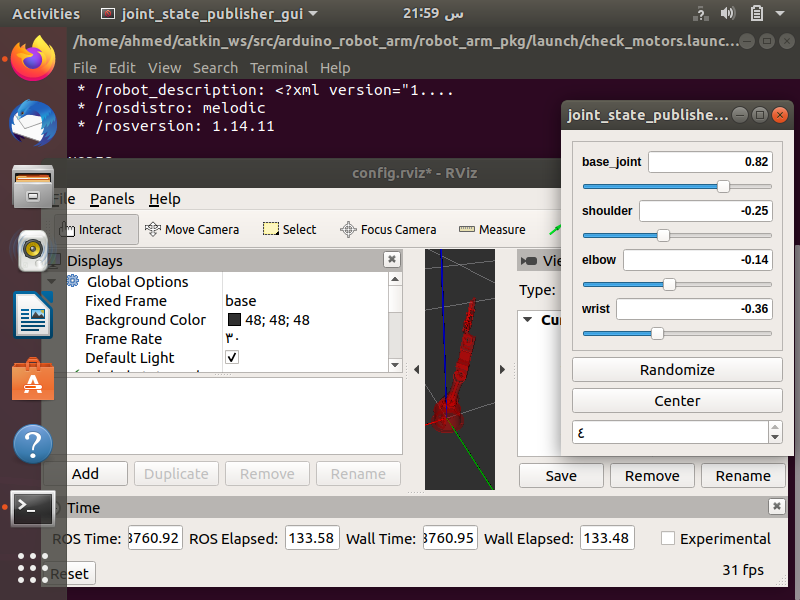 Activities
joint_state_publisher_gui
21:59 س
/home/ahmed/catkin_ws/src/arduino_robot_arm/robot_arm_pkg/launch/check_motors.launc...
File Edit View Search Terminal Help
* /robot_description: <?xml version="1....
* /rosdistro: melodic
* /rosversion: 1.14.11
config.rviz* - RViz
Panels Help
Interact Move Camera Select Focus Camera Measure
Displays
Global Options
Fixed Frame base
Background Color 48; 48; 48
Frame Rate ٣٠
Default Light
Add Duplicate Remove Rename
Type:
Save Remove Rename
Time
ROS Time: 3760.92 ROS Elapsed: 133.58 Wall Time: 3760.95 Wall Elapsed: 133.48 Experimental
Reset
31 fps
joint_state_publishe...
base_joint 0.82
shoulder -0.25
elbow -0.14
wrist -0.36
Randomize
Center
٤